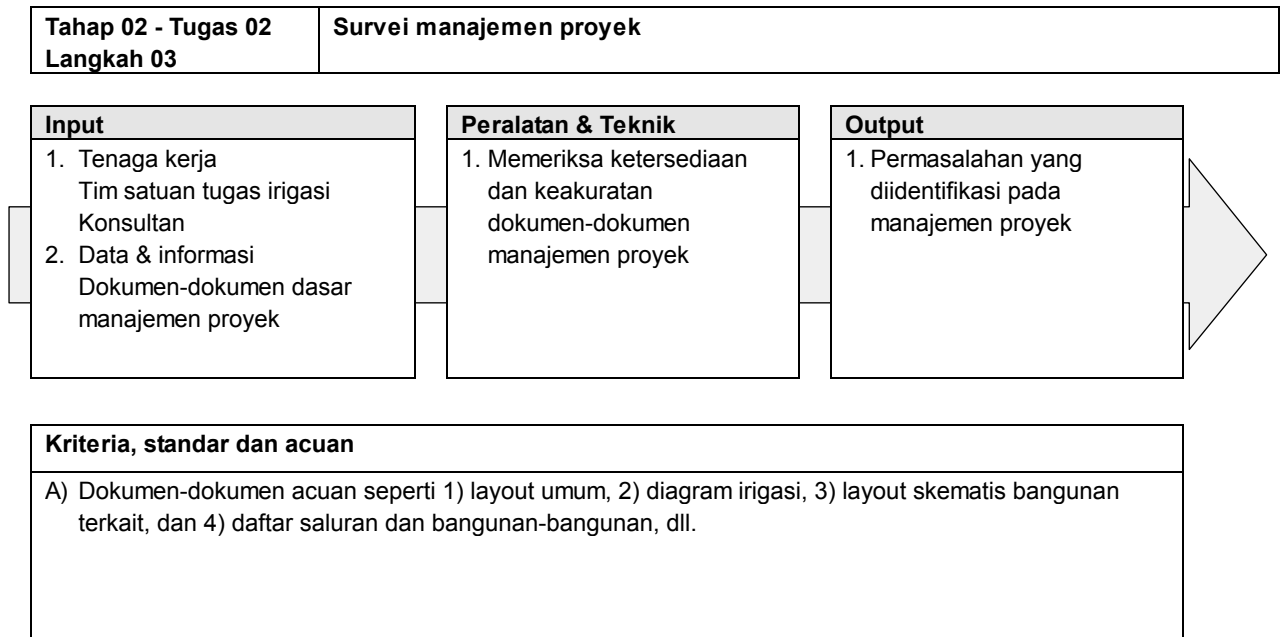 Tahap 02 - Tugas 02
Langkah 03
Survei manajemen proyek
Input
1. Tenaga kerja
Tim satuan tugas irigasi
Konsultan
2. Data & informasi
Dokumen-dokumen dasar
manajemen proyek
Peralatan & Teknik
1. Memeriksa ketersediaan
dan keakuratan
dokumen-dokumen
manajemen proyek
Output
1. Permasalahan yang
diidentifikasi pada
manajemen proyek
Kriteria, standar dan acuan
A) Dokumen-dokumen acuan seperti 1) layout umum, 2) diagram irigasi, 3) layout skematis bangunan
terkait, dan 4) daftar saluran dan bangunan-bangunan, dll.